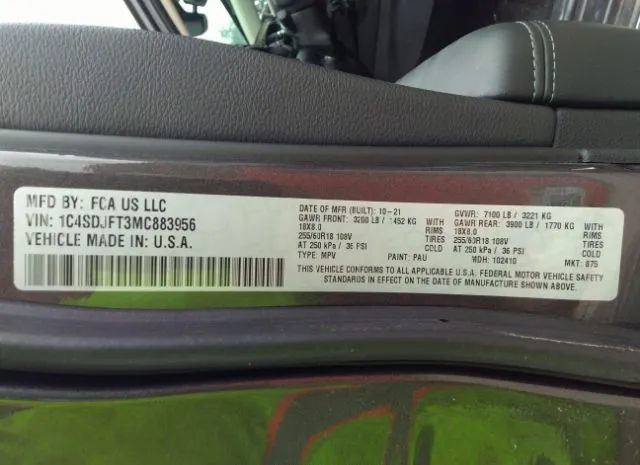 MFD BY: FCA US LLC
VIN: 1C4SDJFT3MC883956
VEHICLE MADE IN U.S.A.
DATE OF MFR (BUILT): 10-21
GAWR FRONT: 3200 LB / 1452 KG
18X8.0 RIMS
255/60R18 108V TIRES
AT 250 kPa / 36 PSI COLD
TYPE: MPV PAINT: PAU
GVWR: 7100 LB / 3221 KG
GAWR REAR: 3900 LB / 1770 KG
18X8.0 RIMS
255/60R18 108V TIRES
AT 250 kPa / 36 PSI COLD
MDH: 102410 MKT: 875
THIS VEHICLE CONFORMS TO ALL APPLICABLE U.S.A. FEDERAL MOTOR VEHICLE SAFETY
STANDARDS IN EFFECT ON THE DATE OF MANUFACTURE SHOWN ABOVE.